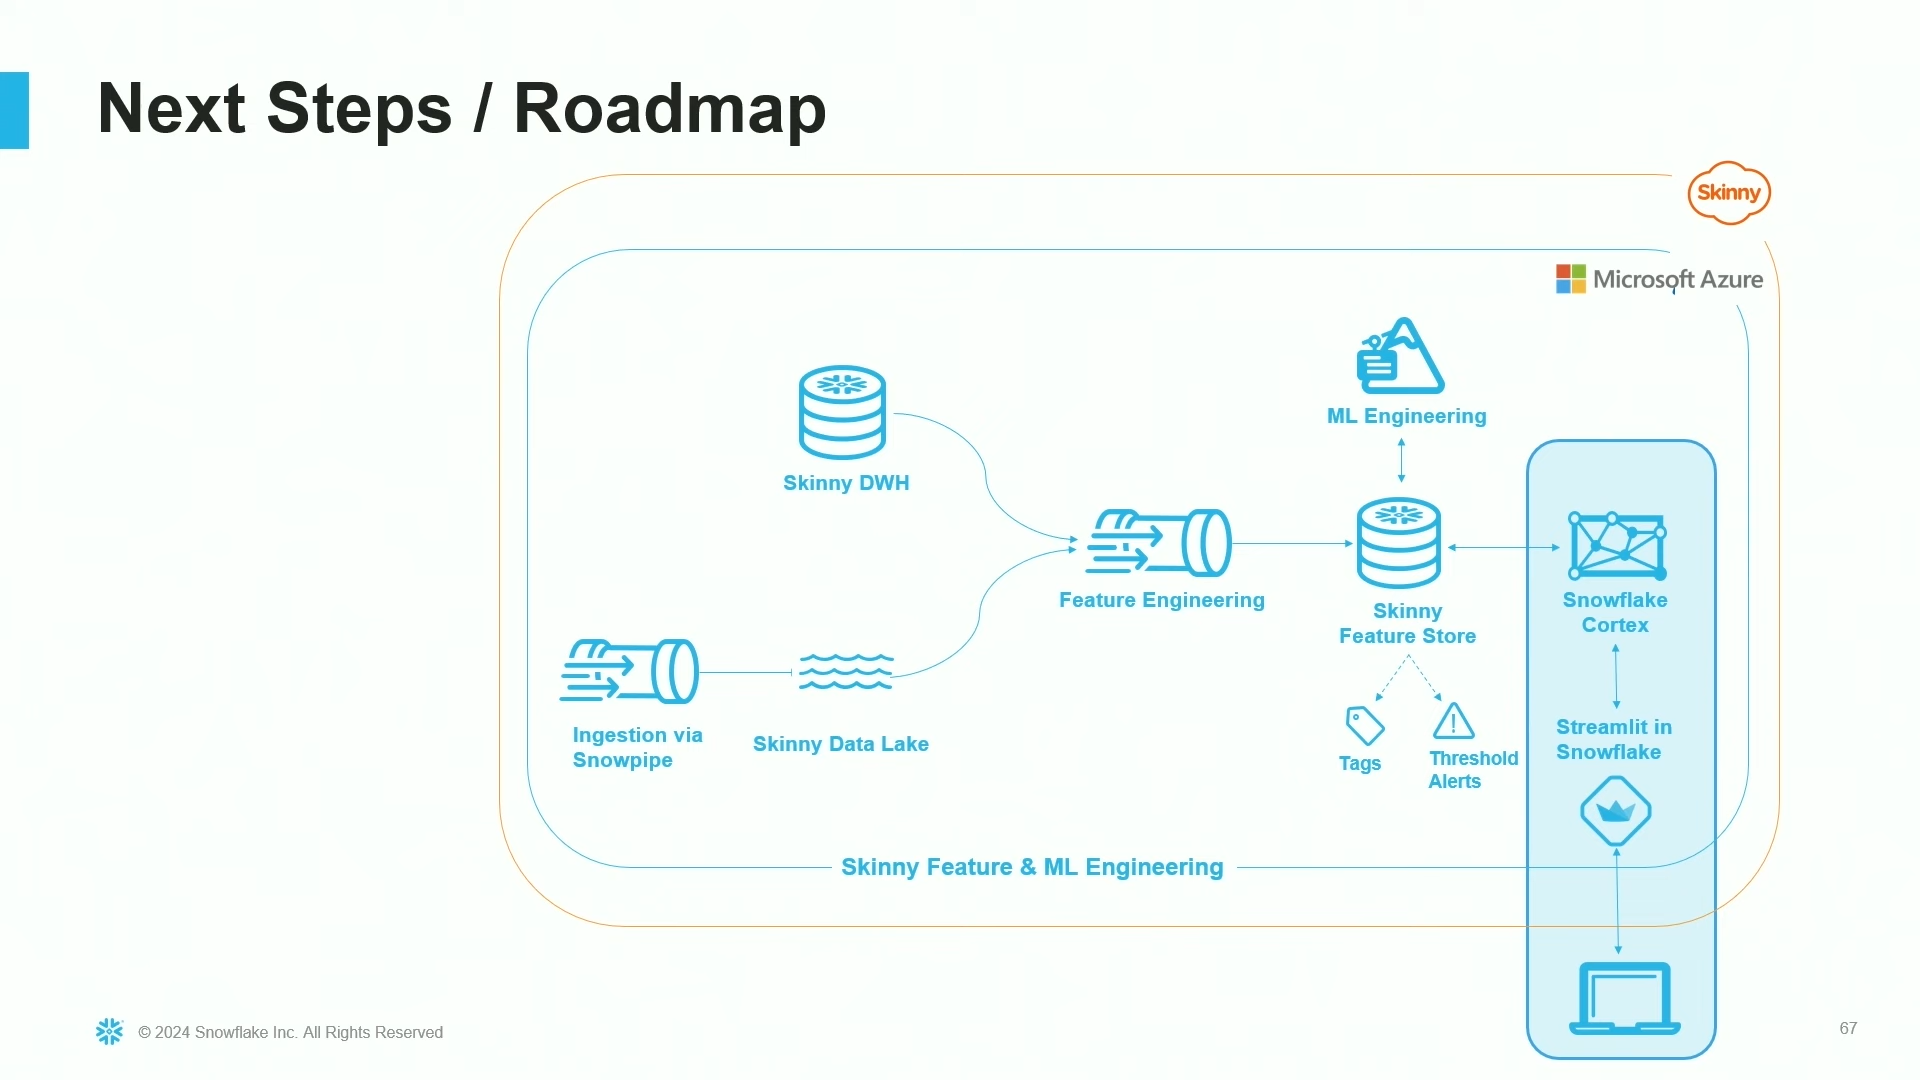 Next Steps / Roadmap
Skinny
Microsoft Azure
ML Engineering
Skinny DWH
Feature Engineering
Skinny
Feature Store
Snowflake
Cortex
Ingestion via
Snowpipe
Skinny Data Lake
Tags
Threshold
Alerts
Streamlit in
Snowflake
Skinny Feature & ML Engineering
© 2024 Snowflake Inc. All Rights Reserved
67